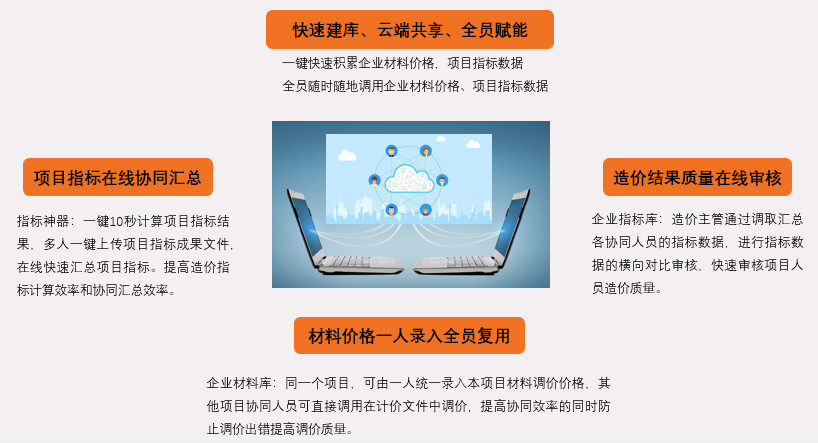 快速建库、云端共享、全员赋能
一键快速积累企业材料价格，项目指标数据
全员随时随地调用企业材料价格、项目指标数据
项目指标在线协同汇总
指标神器：一键10秒计算项目指标结
果，多人一键上传项目指标成果文件，
在线快速汇总项目指标。提高造价指
标计算效率和协同汇总效率。
造价结果质量在线审核
企业指标库：造价主管通过调取汇总
各协同人员的指标数据，进行指标数
据的横向对比审核，快速审核项目人
员造价质量。
材料价格一人录入全员复用
企业材料库：同一个项目，可由一人统一录入本项目材料调价价格，其
他项目协同人员可直接调用在计价文件中调价，提高协同效率的同时防
止调价出错提高调价质量。